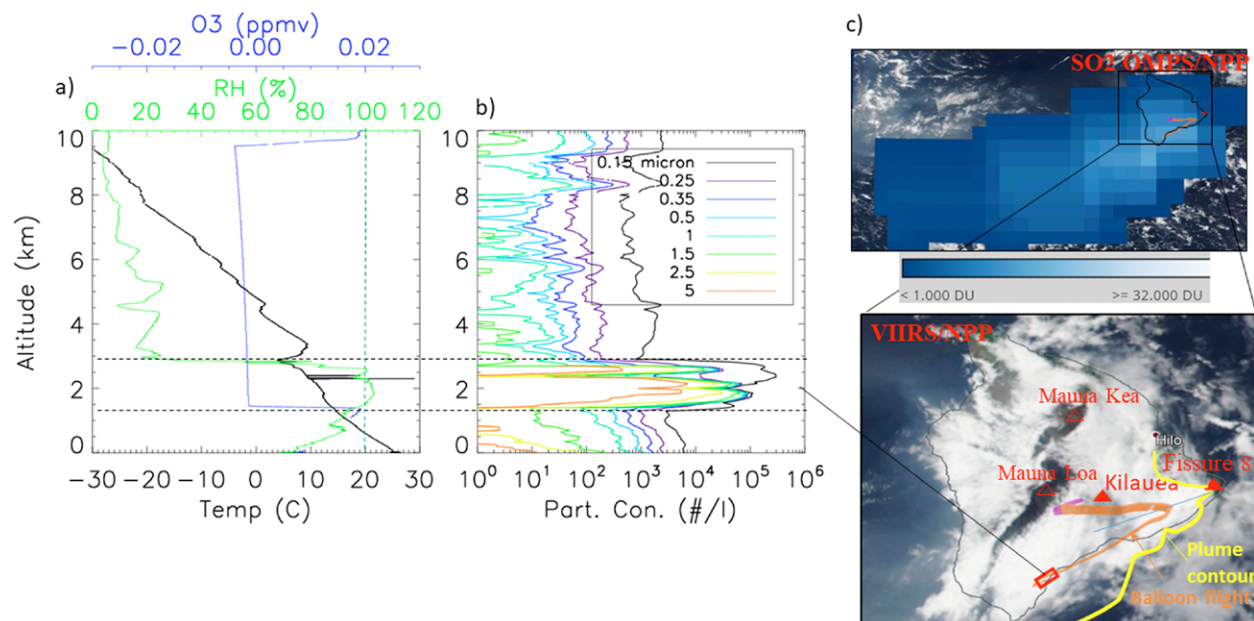 O3 (ppmv)
−0.02 0.00 0.02
a)
RH (%)
0 20 40 60 80 100 120
Altitude (km)
10
8
6
4
2
0
−30 −20 −10 0 10 20 30
Temp (C)
b)
0.15 micron
0.25
0.35
0.5
1
1.5
2.5
5
10
8
6
4
2
0
10⁰ 10¹ 10² 10³ 10⁴ 10⁵ 10⁶
Part. Con. (#/l)
c)
SO2 OMPS/NPP
< 1.000 DU >= 32.000 DU
VIIRS/NPP
Mauna Kea
Hilo
Fissure 8
Mauna Loa
Kilauea
Plume
contour
Balloon flight